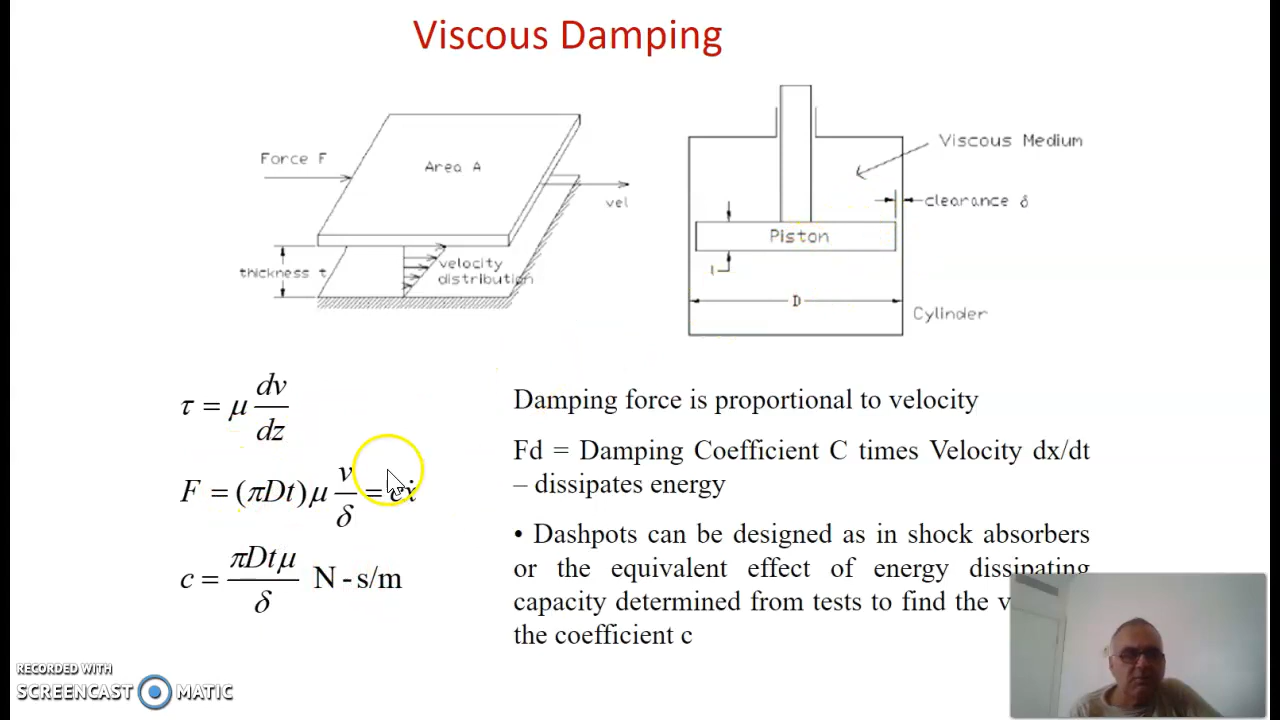 Viscous Damping
Force F
Area A
vel
thickness t
velocity
distribution
Viscous Medium
clearance δ
Piston
t
D
Cylinder
τ = μ dv/dz
F = (πDt)μ v/δ = cẋ
c = πDtμ/δ N-s/m
Damping force is proportional to velocity
Fd = Damping Coefficient C times Velocity dx/dt
– dissipates energy
• Dashpots can be designed as in shock absorbers
or the equivalent effect of energy dissipating
capacity determined from tests to find the
the coefficient c
RECORDED WITH
SCREENCAST MATIC